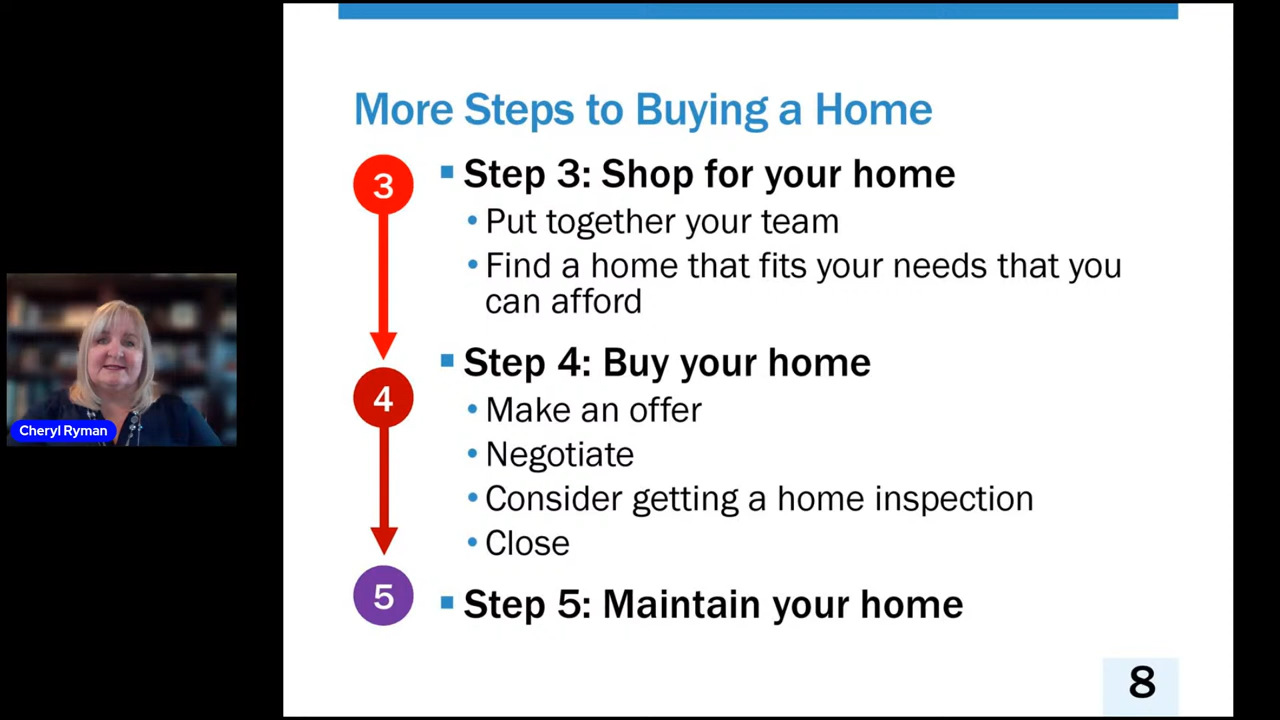 More Steps to Buying a Home
3
Step 3: Shop for your home
Put together your team
Find a home that fits your needs that you
can afford
4
Step 4: Buy your home
Make an offer
Negotiate
Consider getting a home inspection
Close
5
Step 5: Maintain your home
Cheryl Ryman
8